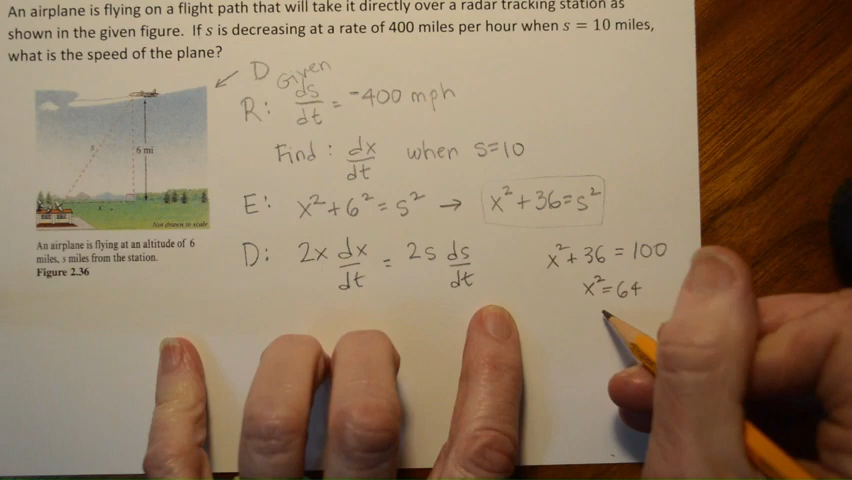 An airplane is flying on a flight path that will take it directly over a radar tracking station as
shown in the given figure. If s is decreasing at a rate of 400 miles per hour when s = 10 miles,
what is the speed of the plane?
D
Given
R: ds/dt = -400 mph
Find: dx/dt when s=10
E: x²+6²=s² → x²+36=s²
D: 2x dx/dt = 2s ds/dt
x²+36=100
x²=64
s
6 mi
x
Not drawn to scale
An airplane is flying at an altitude of 6
miles, s miles from the station.
Figure 2.36